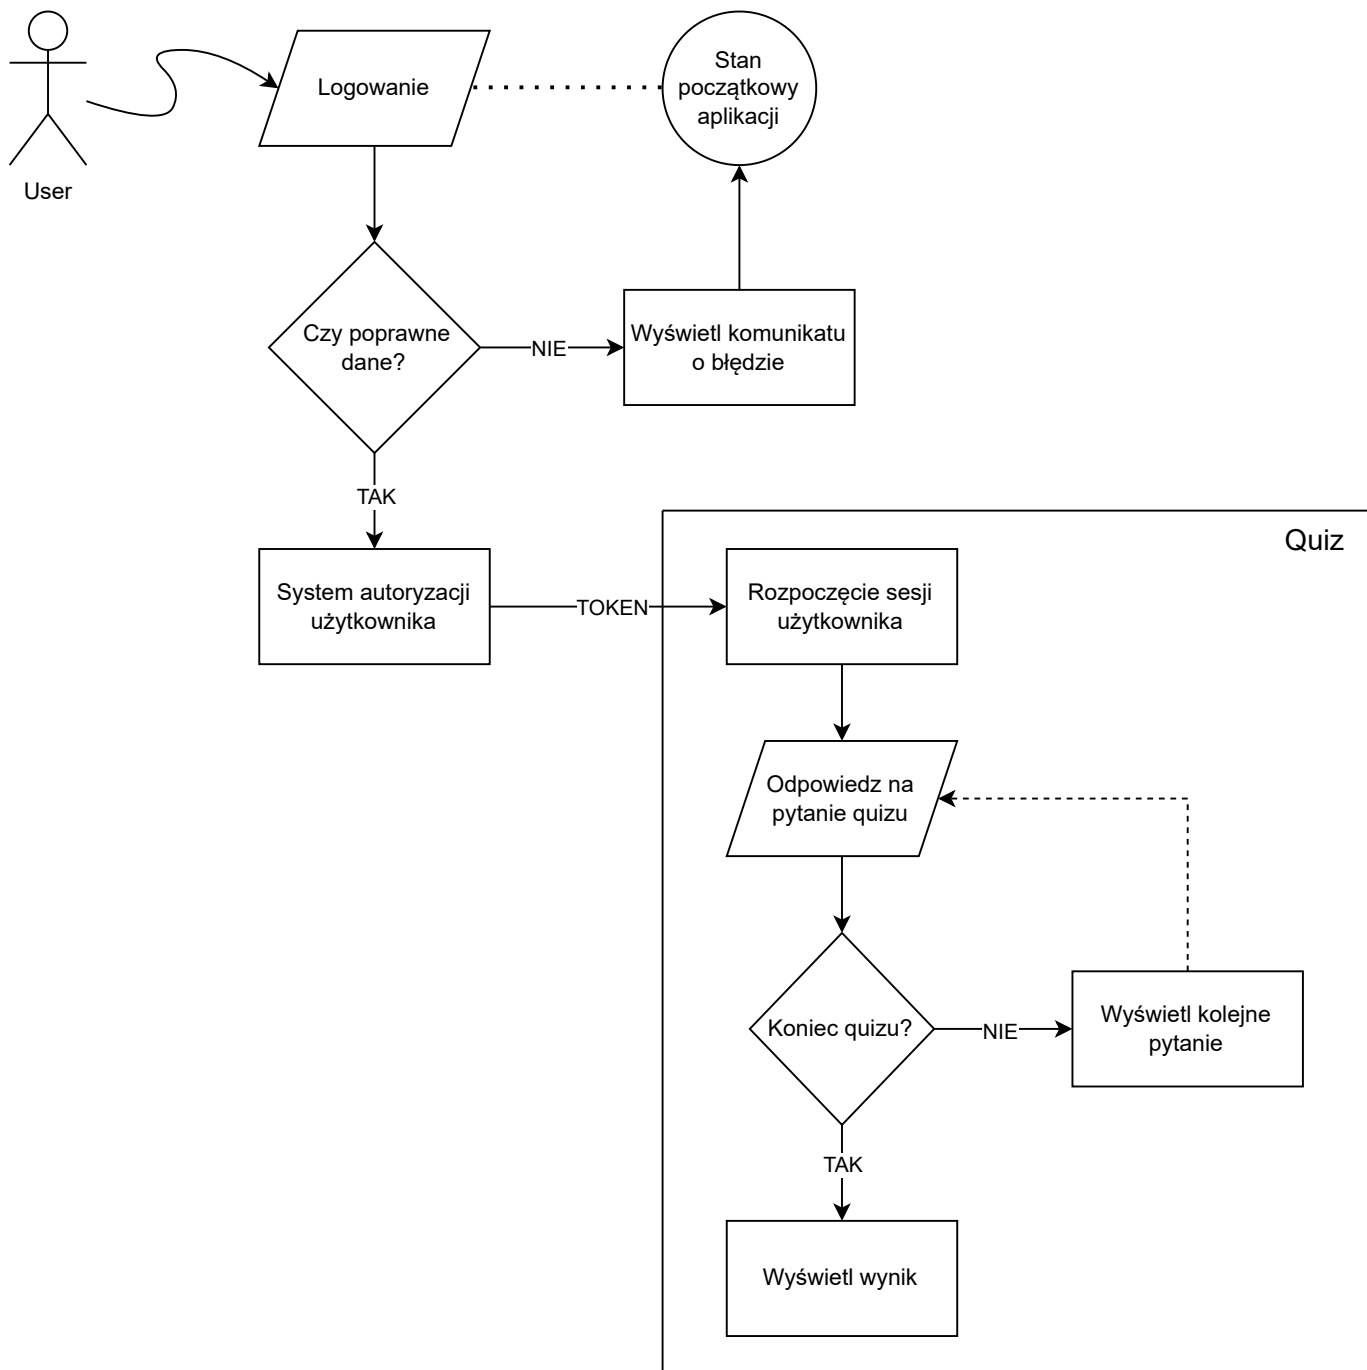 User
Logowanie
Stan
początkowy
aplikacji
Czy poprawne
dane?
NIE
Wyświetl komunikatu
o błędzie
TAK
System autoryzacji
użytkownika
TOKEN
Quiz
Rozpoczęcie sesji
użytkownika
Odpowiedz na
pytanie quizu
Koniec quizu?
NIE
Wyświetl kolejne
pytanie
TAK
Wyświetl wynik